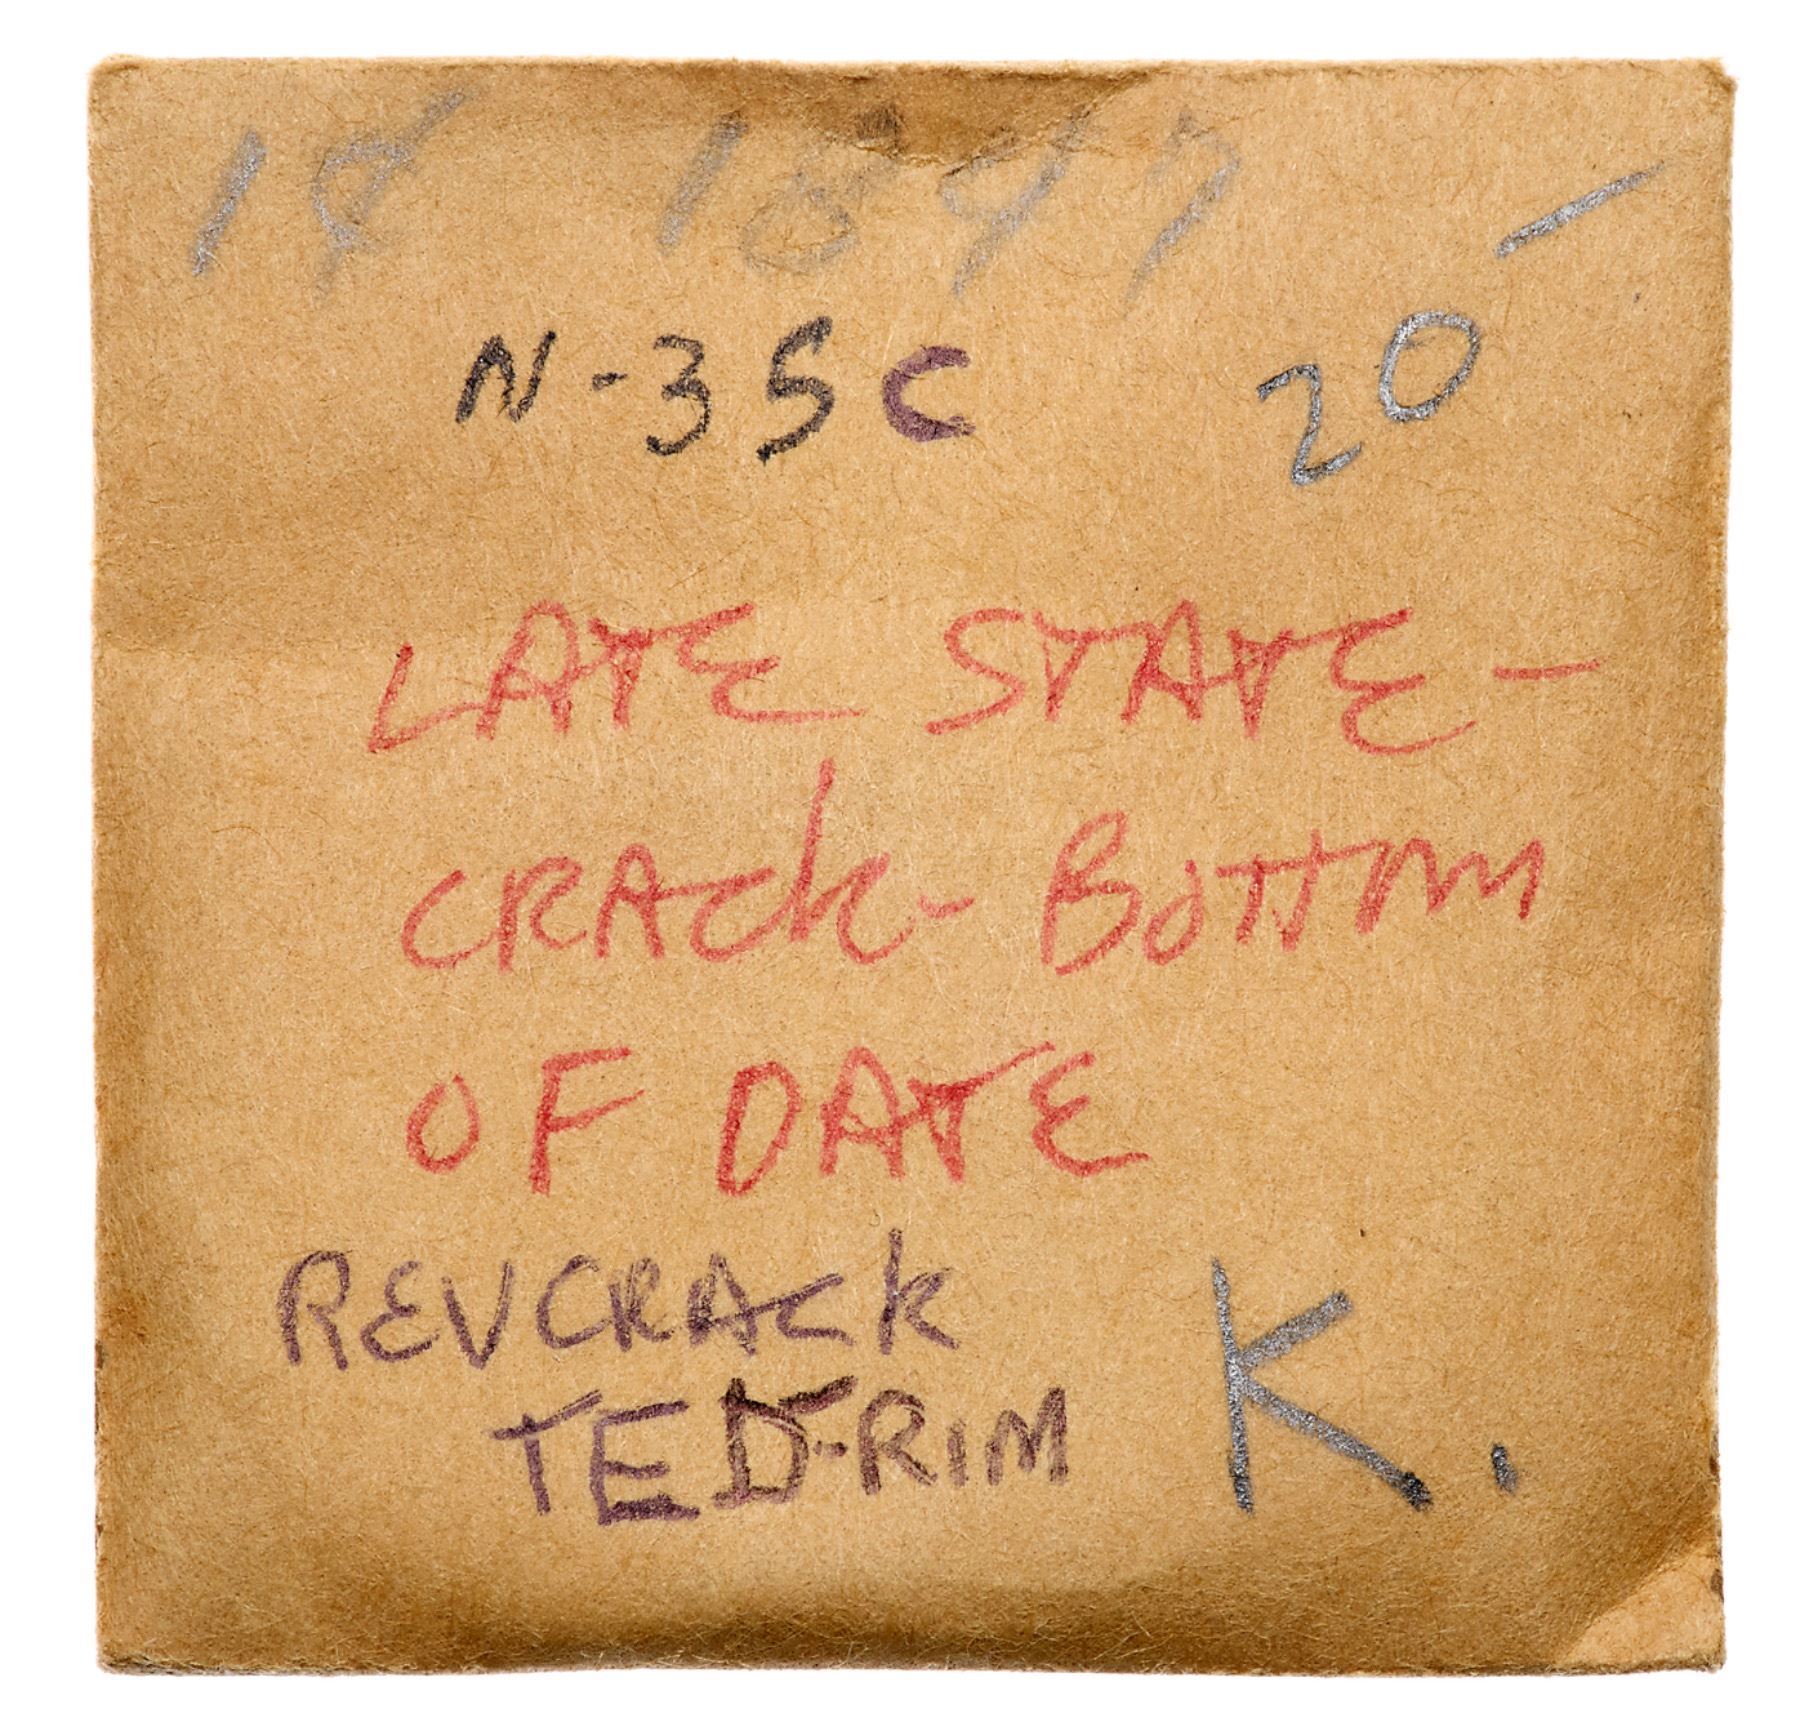 1¢ 1847
N-35C 20-
LATE STATE-
CRACK-BOTTOM
OF DATE
REVCRACK
TED-RIM K.